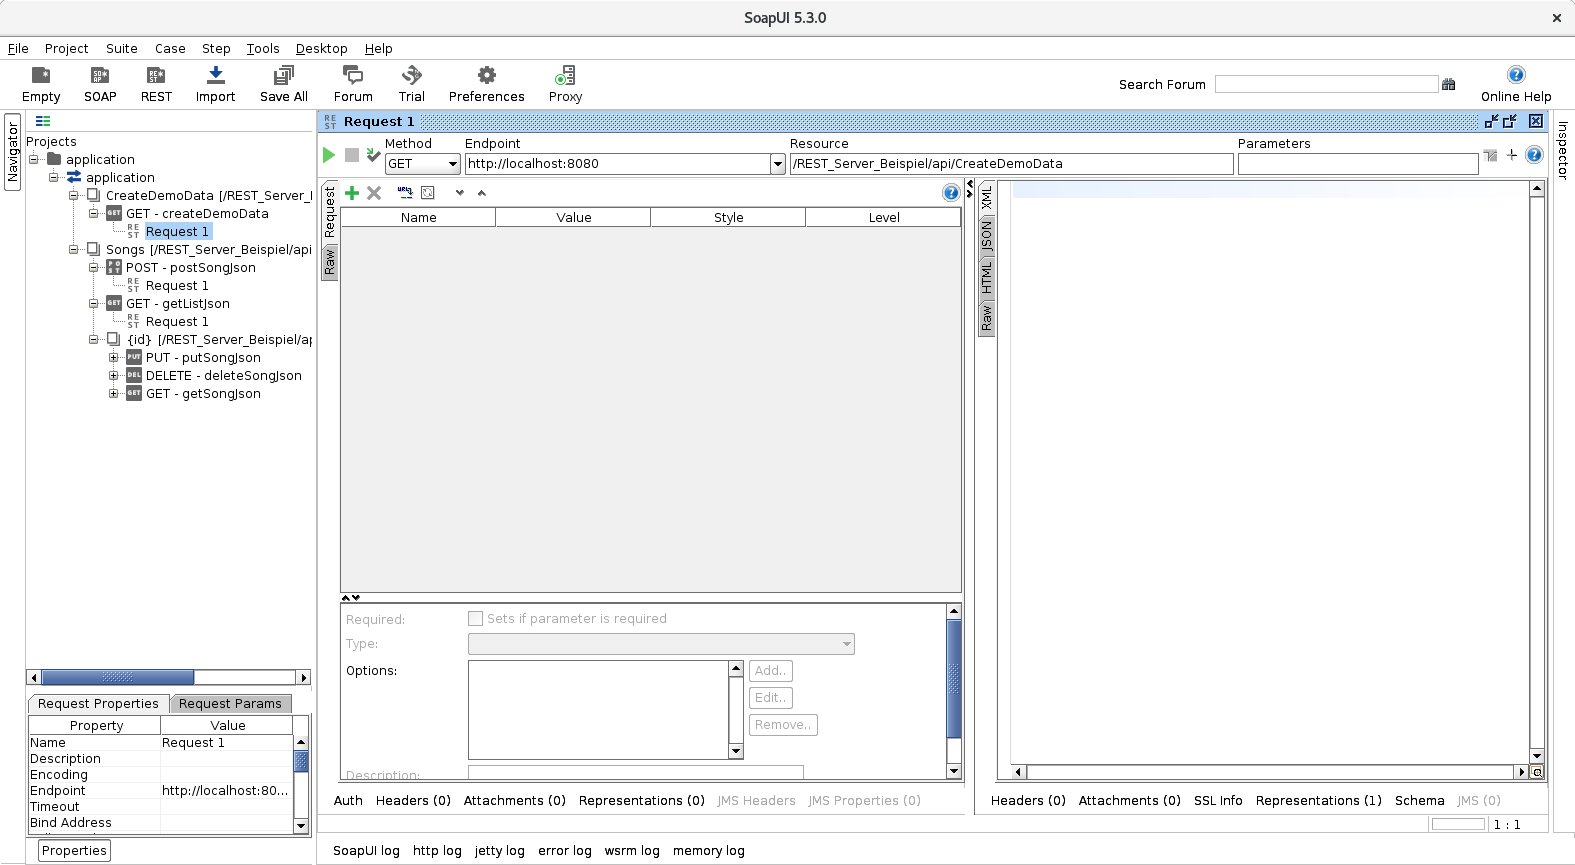 SoapUI 5.3.0
File Project Suite Case Step Tools Desktop Help
Empty SOAP REST Import Save All Forum Trial Preferences Proxy Search Forum Online Help
Navigator
Projects
application
application
CreateDemoData [/REST_Server_
GET - createDemoData
Request 1
Songs [/REST_Server_Beispiel/api
POST - postSongJson
Request 1
GET - getListJson
Request 1
{id} [/REST_Server_Beispiel/ap
PUT - putSongJson
DELETE - deleteSongJson
GET - getSongJson
Request Properties Request Params
Property Value
Name Request 1
Description
Encoding
Endpoint http://localhost:80...
Timeout
Bind Address
Properties
Request 1
Method Endpoint Resource Parameters
GET http://localhost:8080 /REST_Server_Beispiel/api/CreateDemoData
Request
Raw
Name Value Style Level
Required: Sets if parameter is required
Type:
Options: Add..
Edit..
Remove..
Description:
Auth Headers (0) Attachments (0) Representations (0) JMS Headers JMS Properties (0)
XML
JSON
HTML
Raw
Headers (0) Attachments (0) SSL Info Representations (1) Schema JMS (0)
1 : 1
Inspector
SoapUI log http log jetty log error log wsrm log memory log